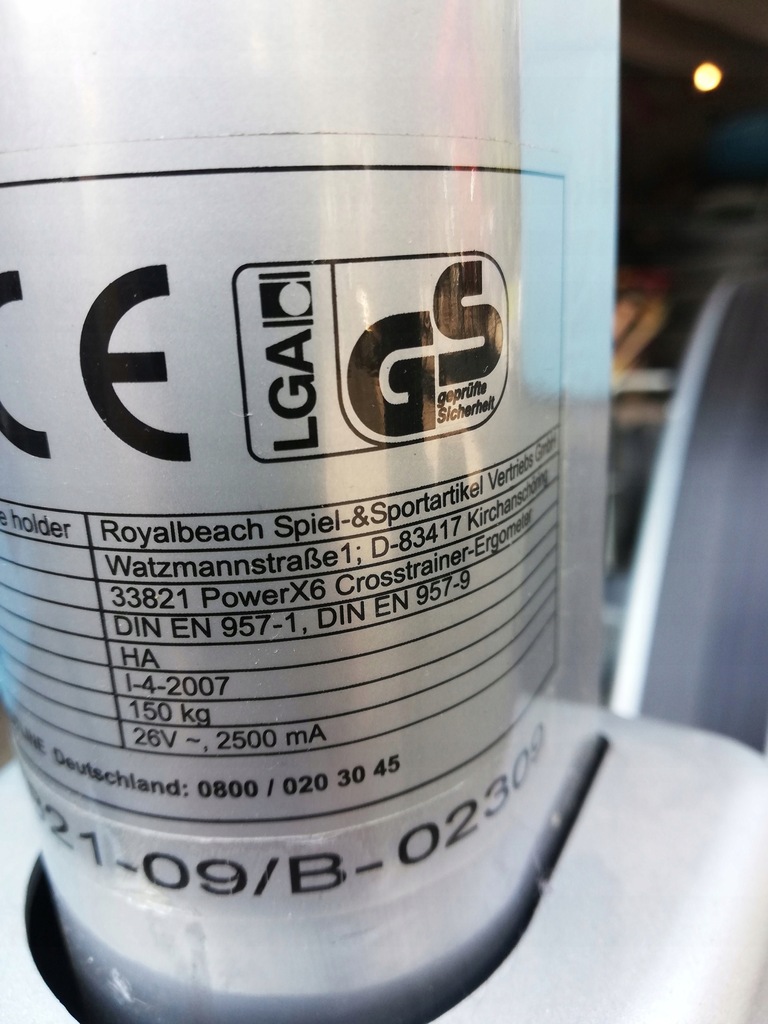 CE
LGA
GS
geprüfte
Sicherheit
holder Royalbeach Spiel-&Sportartikel Vertriebs GmbH
Watzmannstraße1; D-83417 Kirchanschöring
33821 PowerX6 Crosstrainer-Ergometer
DIN EN 957-1, DIN EN 957-9
HA
I-4-2007
150 kg
26V ~, 2500 mA
Deutschland: 0800 / 020 30 45
21-09/B-02309